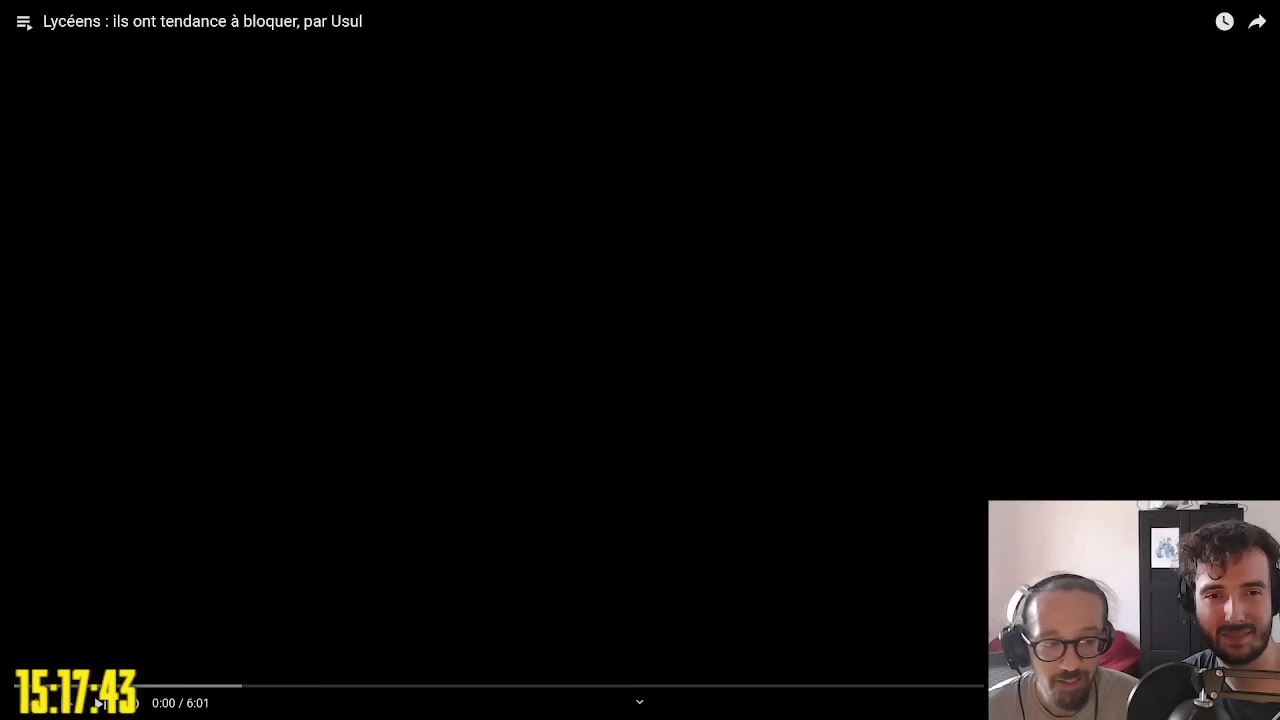 Lycéens : ils ont tendance à bloquer, par Usul
15:17:43
0:00 / 6:01